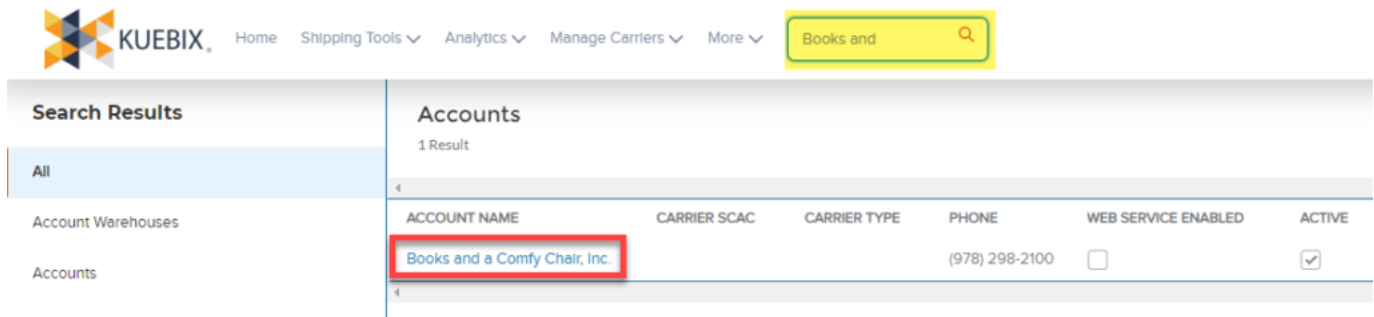 KUEBIX. Home Shipping Tools Analytics Manage Carriers More Books and
Search Results
All
Account Warehouses
Accounts
Accounts
1 Result
ACCOUNT NAME CARRIER SCAC CARRIER TYPE PHONE WEB SERVICE ENABLED ACTIVE
Books and a Comfy Chair, Inc. (978) 298-2100